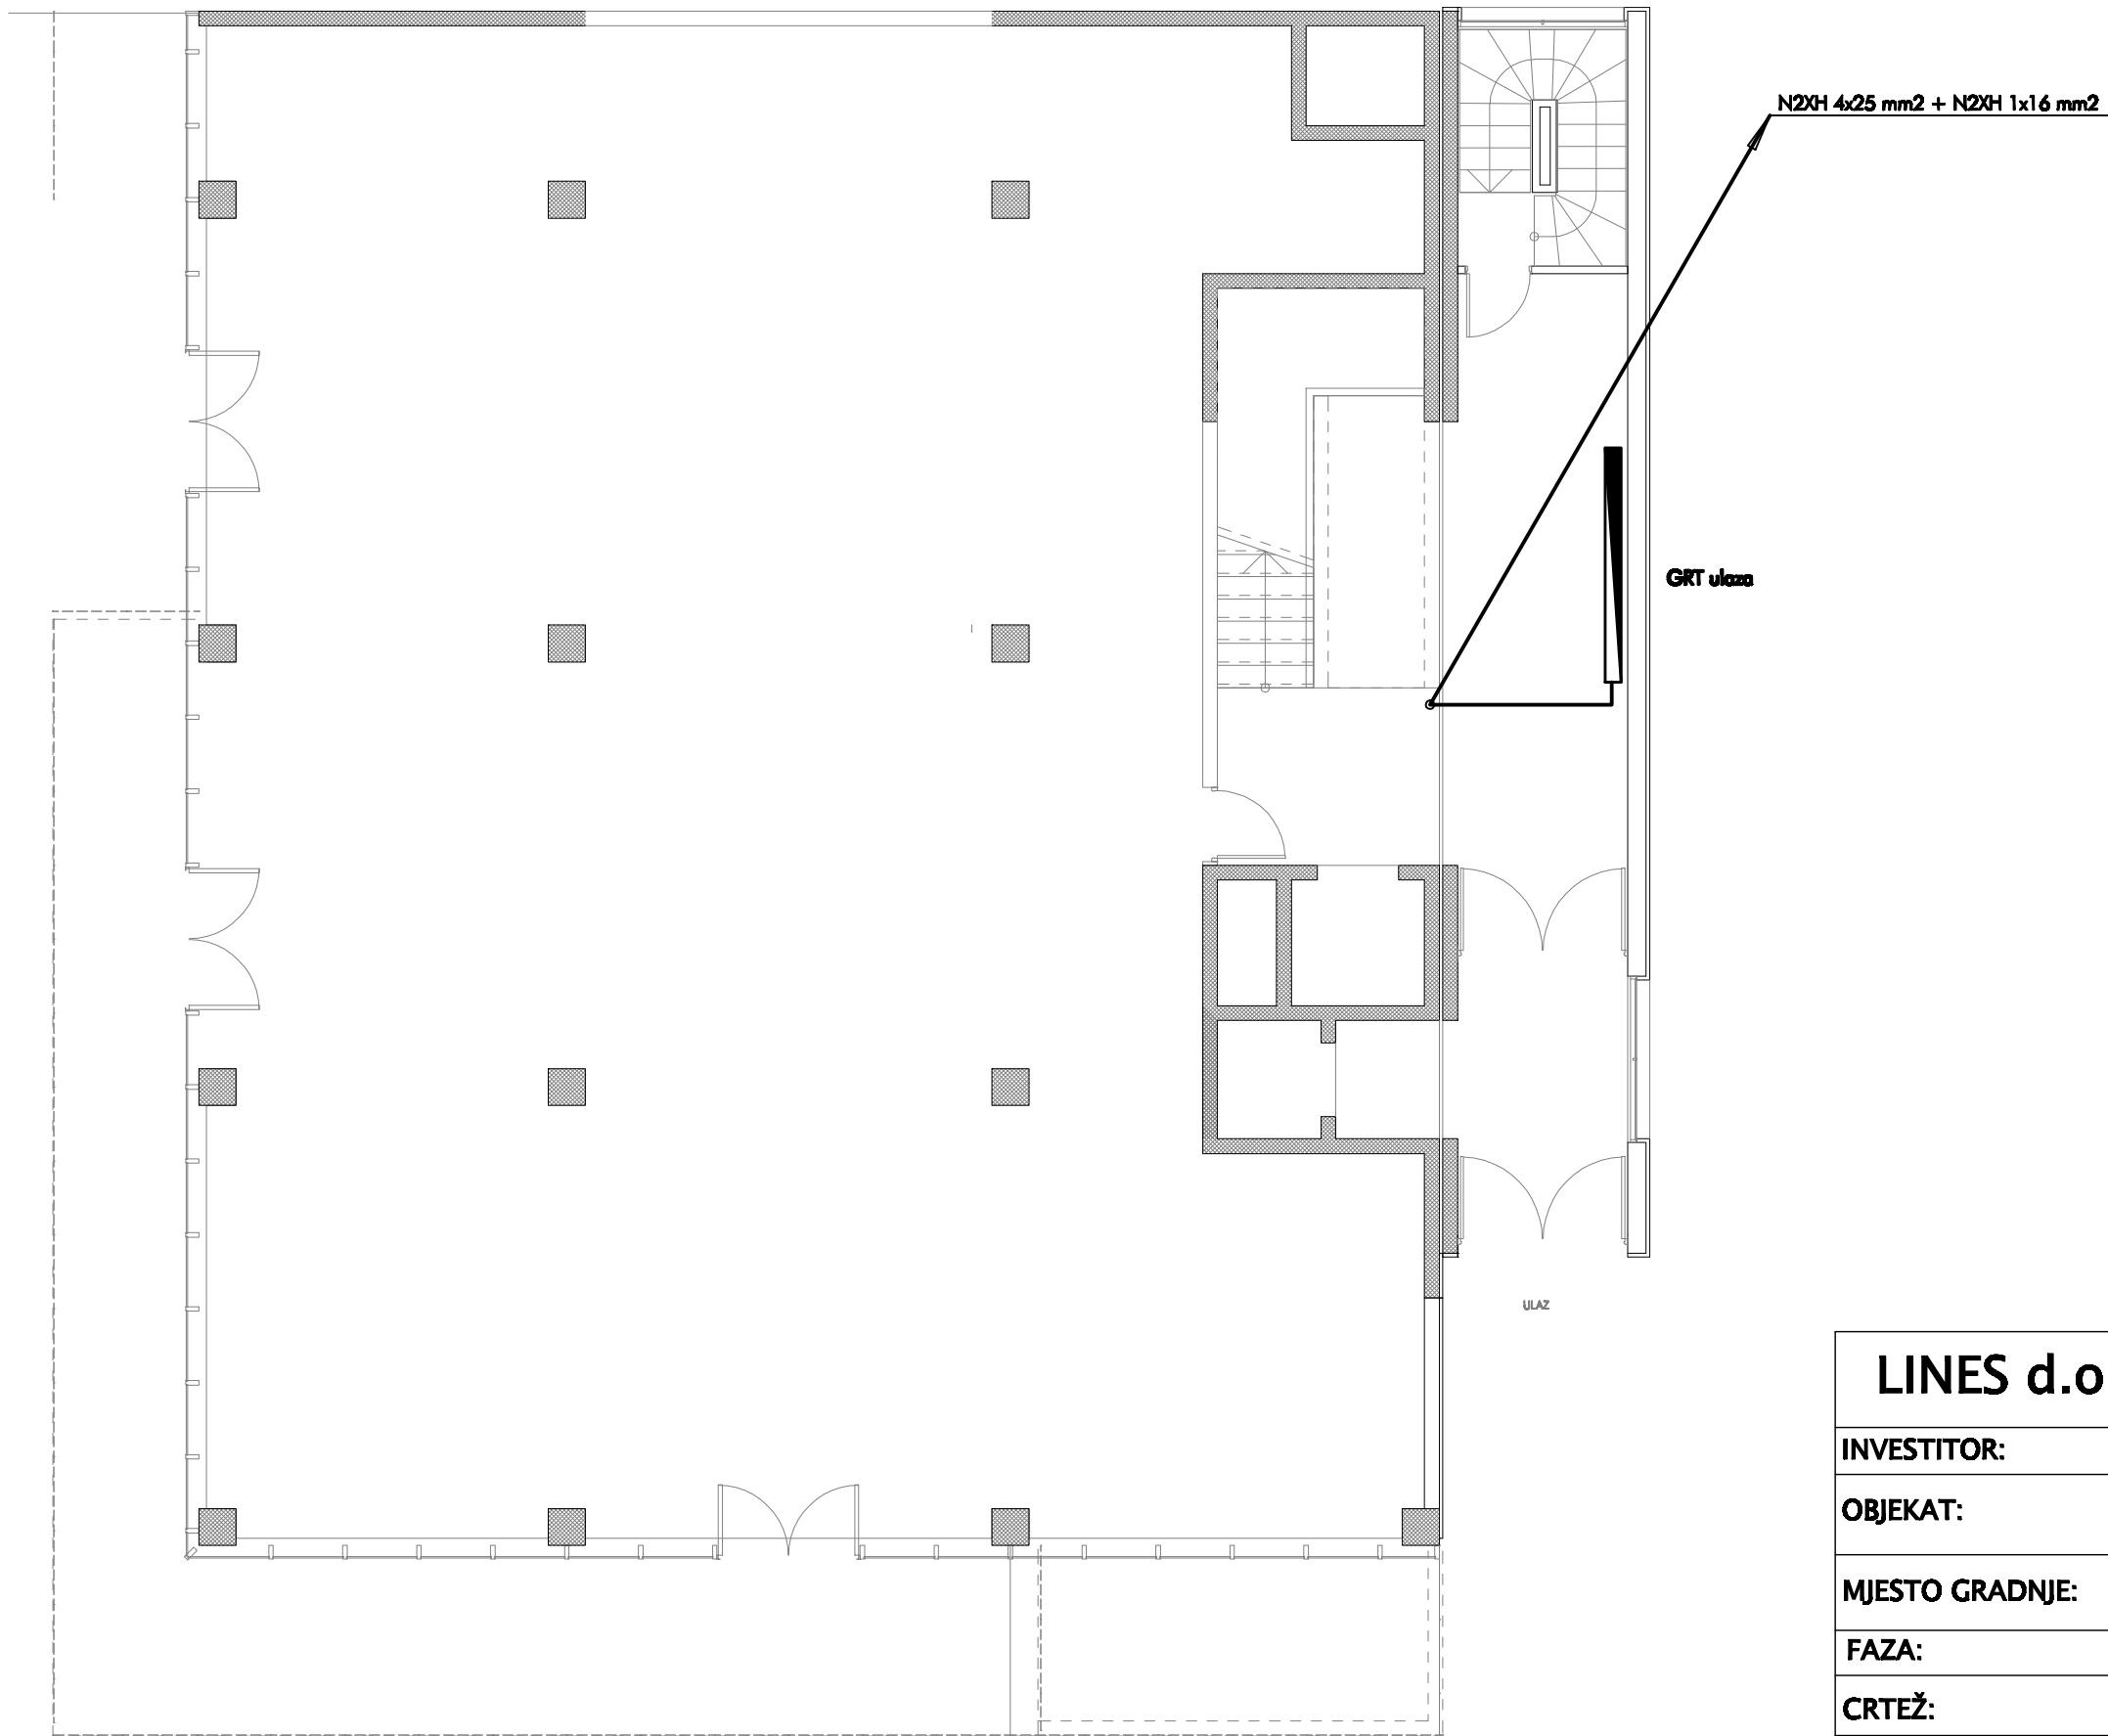 N2XH 4x25 mm2 + N2XH 1x16 mm2
GRT ulaza
ULAZ
LINES d.o
INVESTITOR:
OBJEKAT:
MJESTO GRADNJE:
FAZA:
CRTEŽ: